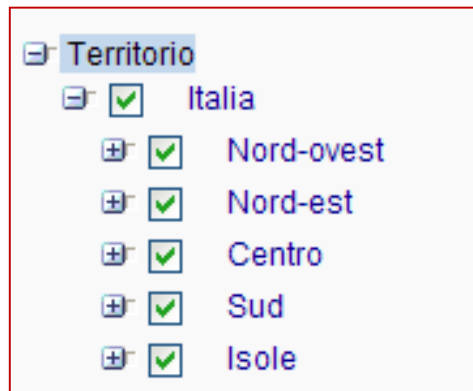 Territorio
Italia
Nord-ovest
Nord-est
Centro
Sud
Isole